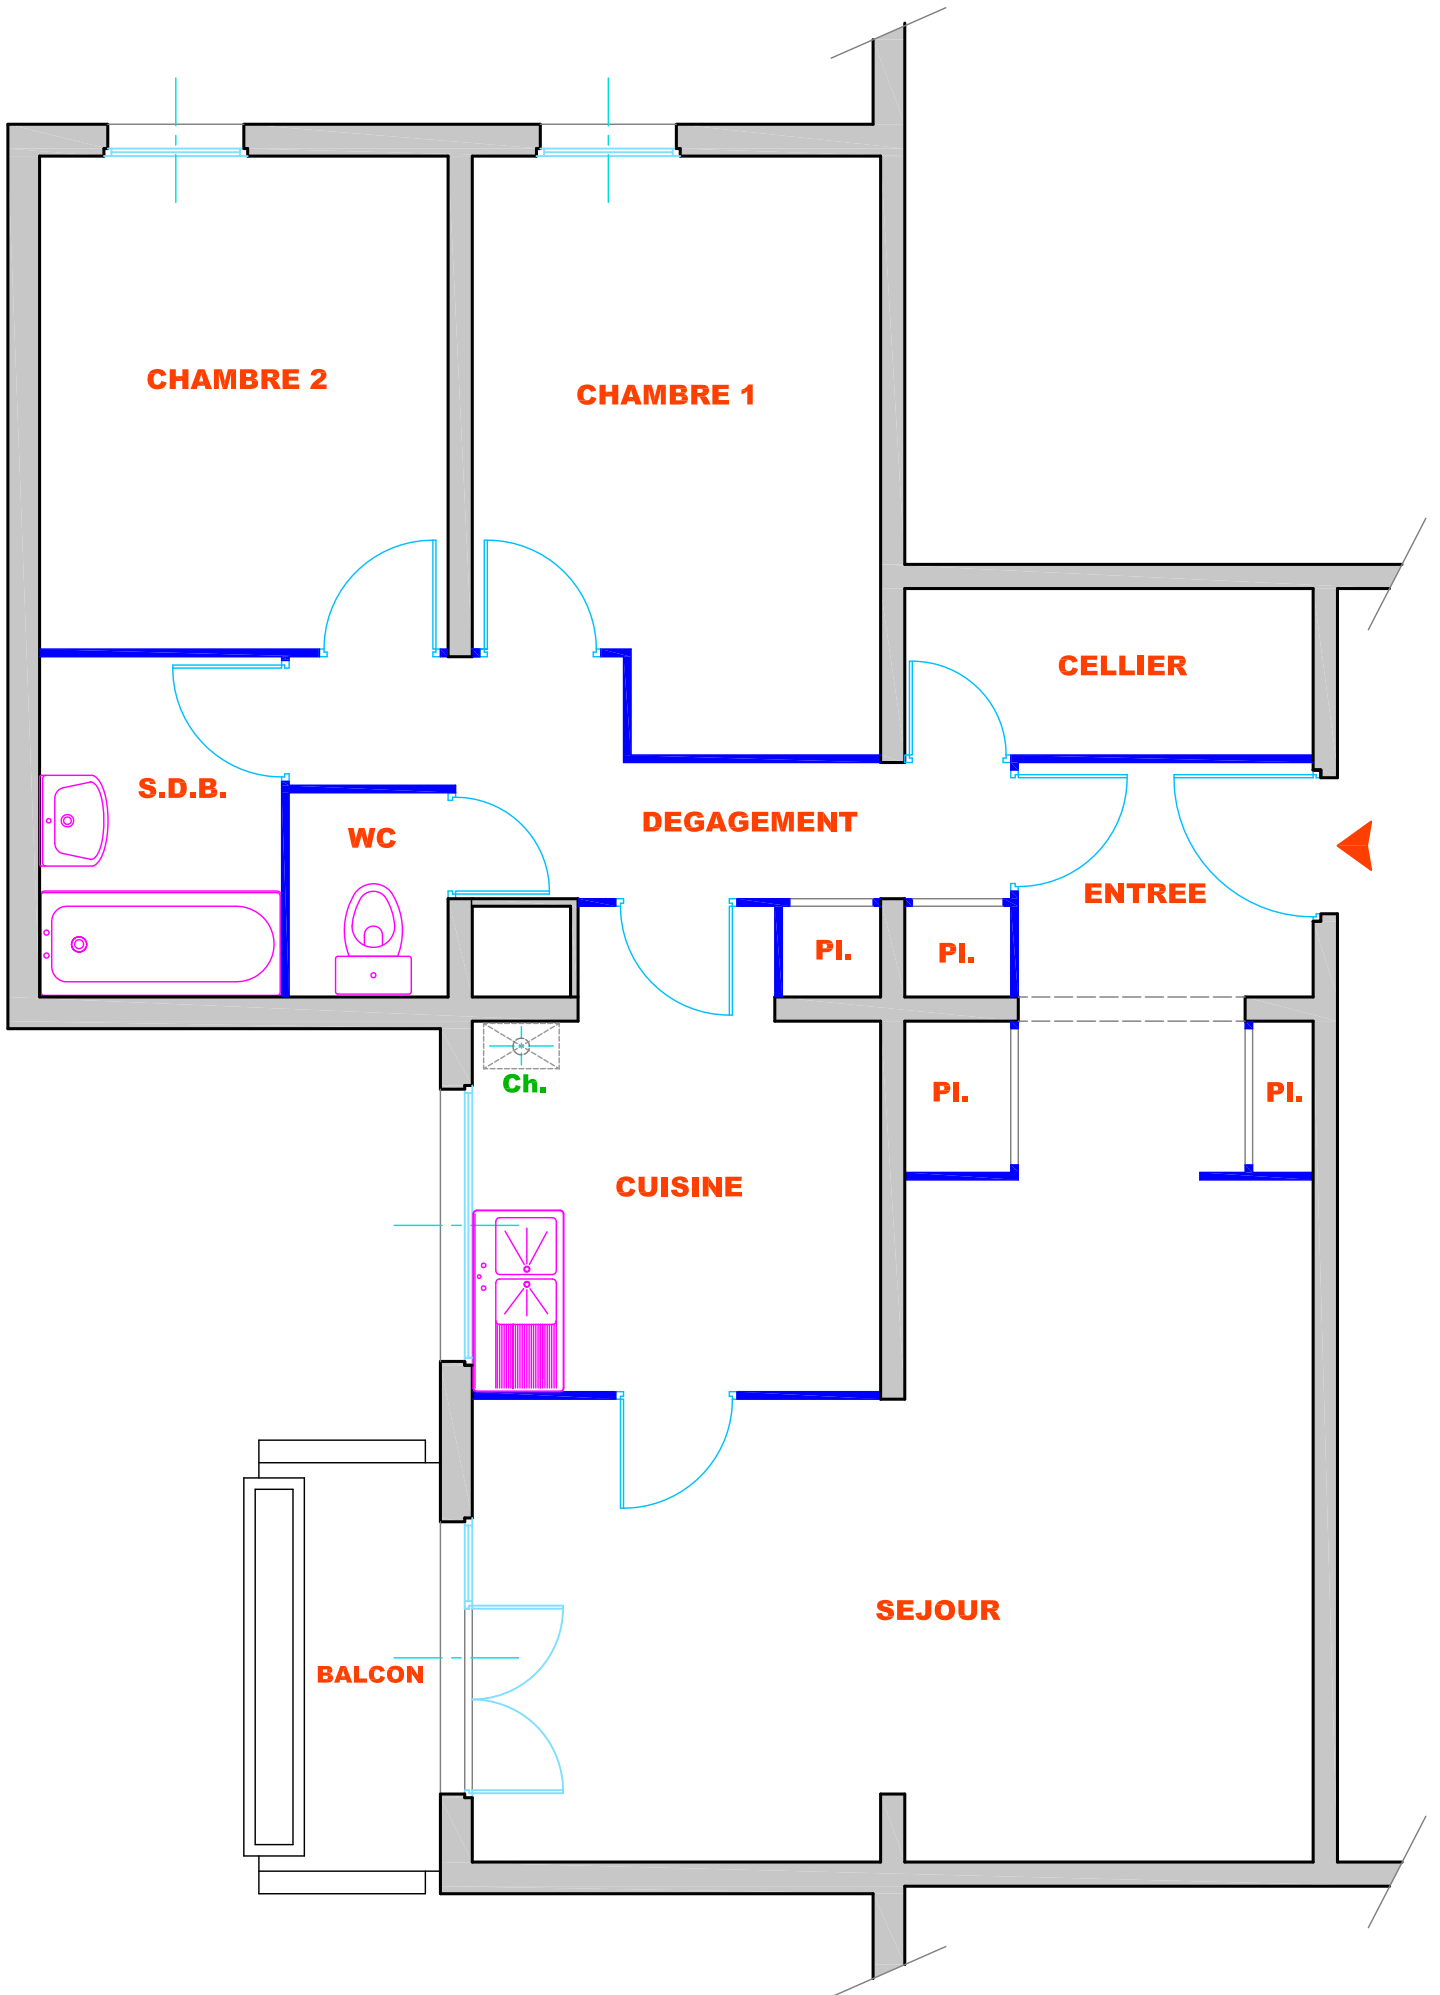 CHAMBRE 2
CHAMBRE 1
CELLIER
S.D.B.
WC
DEGAGEMENT
ENTREE
Pl.
Pl.
Ch.
Pl.
Pl.
CUISINE
SEJOUR
BALCON